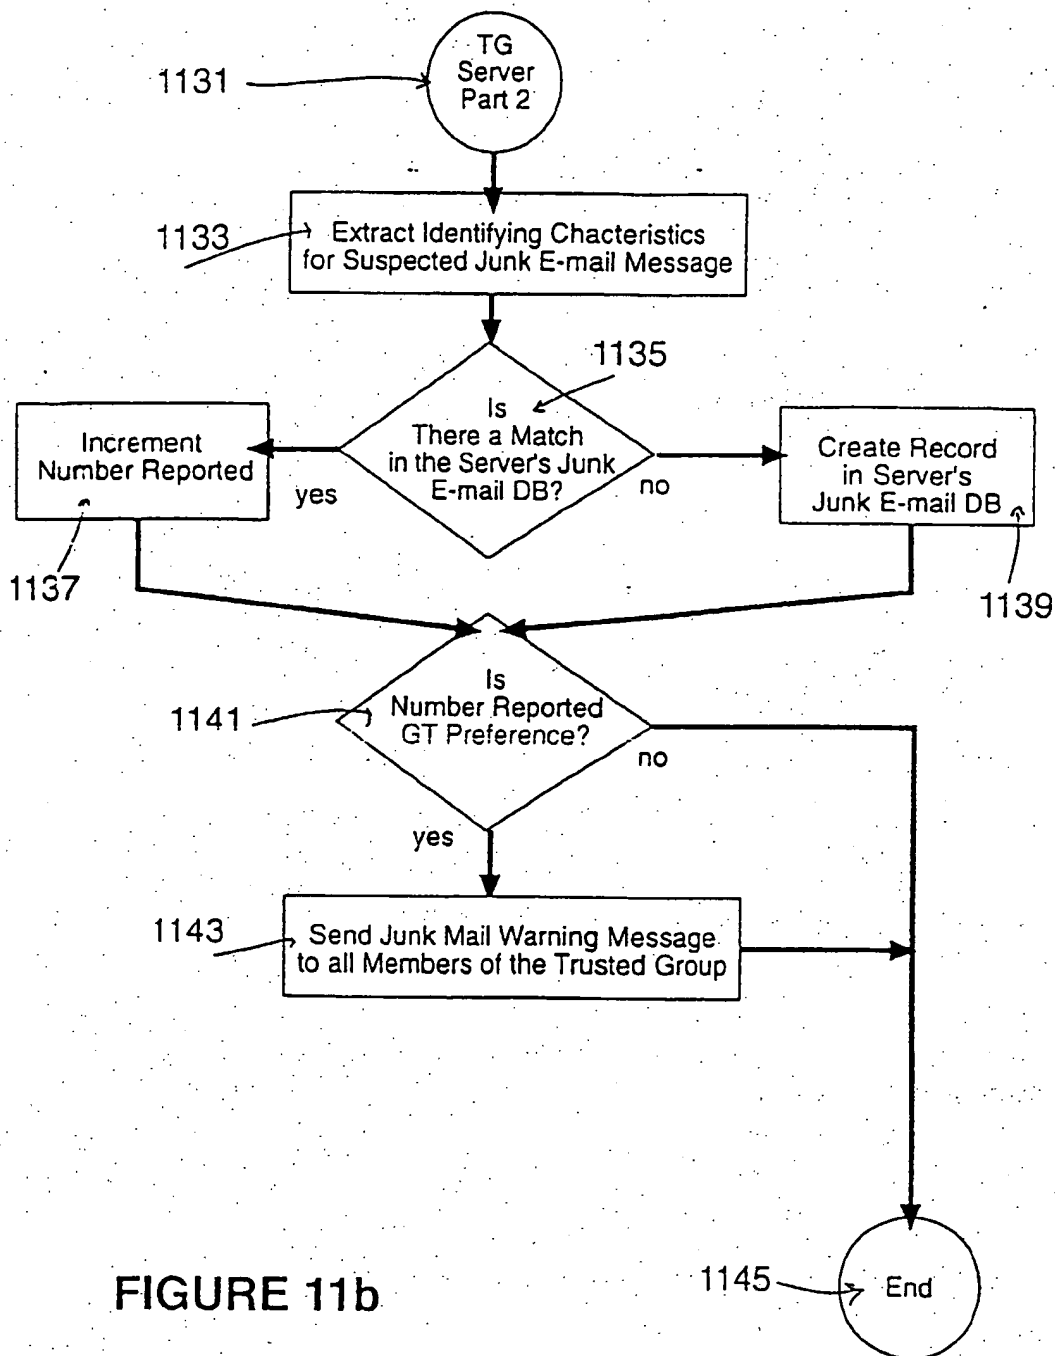 TG
Server
Part 2
1131
1133
Extract Identifying Chacteristics
for Suspected Junk E-mail Message
1135
Is
There a Match
in the Server's Junk
E-mail DB?
yes
no
Increment
Number Reported
1137
Create Record
in Server's
Junk E-mail DB
1139
1141
Is
Number Reported
GT Preference?
no
yes
1143
Send Junk Mail Warning Message
to all Members of the Trusted Group
1145
End
FIGURE 11b